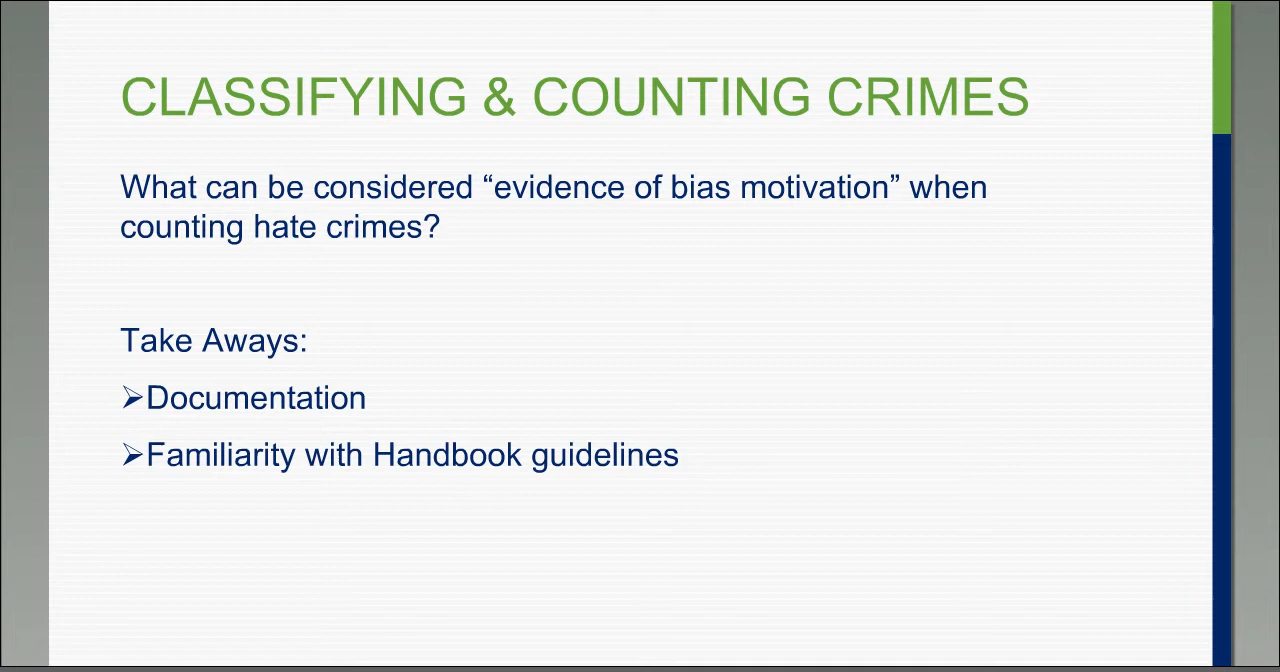 CLASSIFYING & COUNTING CRIMES
What can be considered “evidence of bias motivation” when
counting hate crimes?
Take Aways:
➢Documentation
➢Familiarity with Handbook guidelines